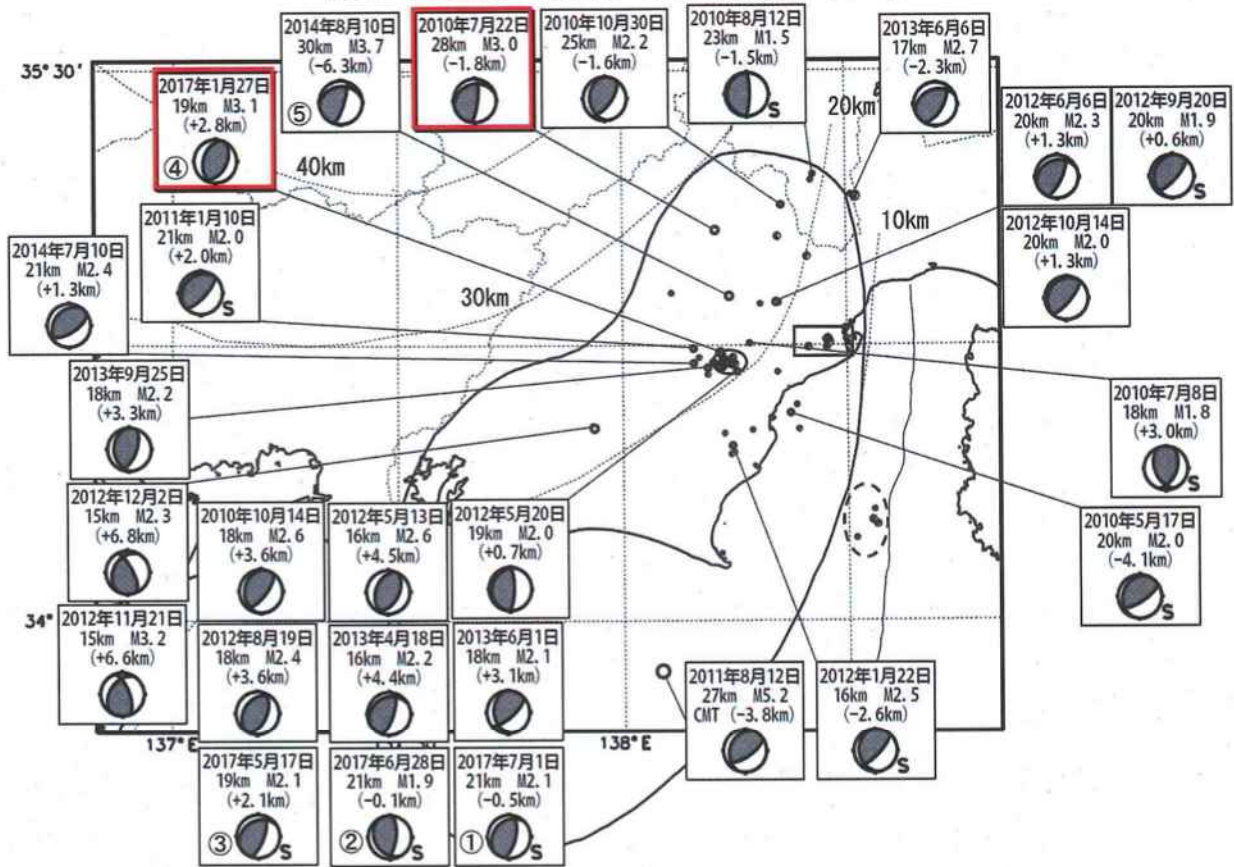 2014年8月10日
30km M3.7
(-6.3km)
⑤
2010年7月22日
28km M3.0
(-1.8km)
2010年10月30日
25km M2.2
(-1.6km)
2010年8月12日
23km M1.5
(-1.5km)
S
2013年6月6日
17km M2.7
(-2.3km)
35°30′
2017年1月27日
19km M3.1
(+2.8km)
④
40km
20km
2012年6月6日
20km M2.3
(+1.3km)
2012年9月20日
20km M1.9
(+0.6km)
S
2011年1月10日
21km M2.0
(+2.0km)
S
10km
2012年10月14日
20km M2.0
(+1.3km)
2014年7月10日
21km M2.4
(+1.3km)
30km
2013年9月25日
18km M2.2
(+3.3km)
2010年7月8日
18km M1.8
(+3.0km)
S
2012年12月2日
15km M2.3
(+6.8km)
2010年10月14日
18km M2.6
(+3.6km)
2012年5月13日
16km M2.6
(+4.5km)
2012年5月20日
19km M2.0
(+0.7km)
2010年5月17日
20km M2.0
(-4.1km)
S
34°
2012年11月21日
15km M3.2
(+6.6km)
2012年8月19日
18km M2.4
(+3.6km)
2013年4月18日
16km M2.2
(+4.4km)
2013年6月1日
18km M2.1
(+3.1km)
2011年8月12日
27km M5.2
CMT (-3.8km)
2012年1月22日
16km M2.5
(-2.6km)
S
137°E
138°E
2017年5月17日
19km M2.1
(+2.1km)
③
S
2017年6月28日
21km M1.9
(-0.1km)
②
S
2017年7月1日
21km M2.1
(-0.5km)
①
S